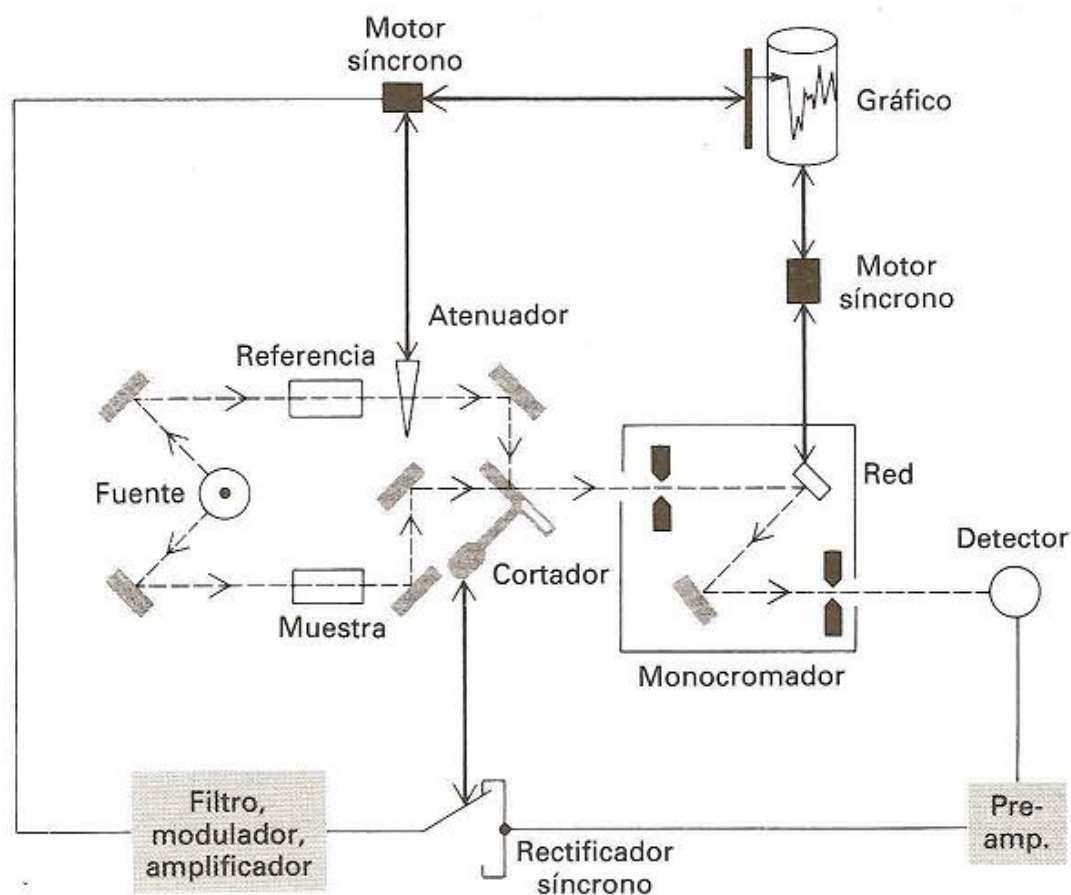 Motor
síncrono
Gráfico
Motor
síncrono
Atenuador
Referencia
Red
Fuente
Detector
Cortador
Muestra
Monocromador
Filtro,
modulador,
amplificador
Rectificador
síncrono
Pre-
amp.